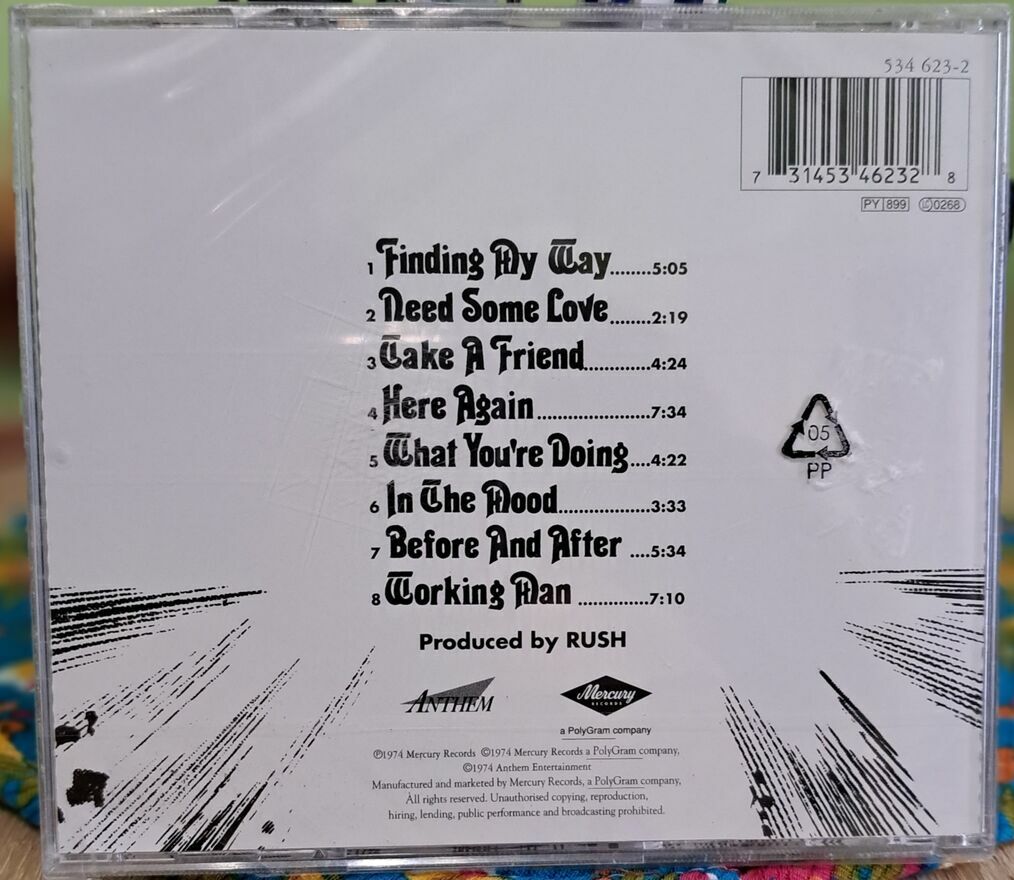 534 623-2
7 31453 46232 8
PY 899 LC 0268
1 Finding My Way........5:05
2 Need Some Love........2:19
3 Take A Friend.............4:24
4 Here Again......................7:34
5 What You're Doing....4:22
6 In The Mood..................3:33
7 Before And After ....5:34
8 Working Man ..............7:10
05
PP
Produced by RUSH
ANTHEM
Mercury
RECORDS
a PolyGram company
℗1974 Mercury Records ©1974 Mercury Records a PolyGram company,
©1974 Anthem Entertainment
Manufactured and marketed by Mercury Records, a PolyGram company,
All rights reserved. Unauthorised copying, reproduction,
hiring, lending, public performance and broadcasting prohibited.